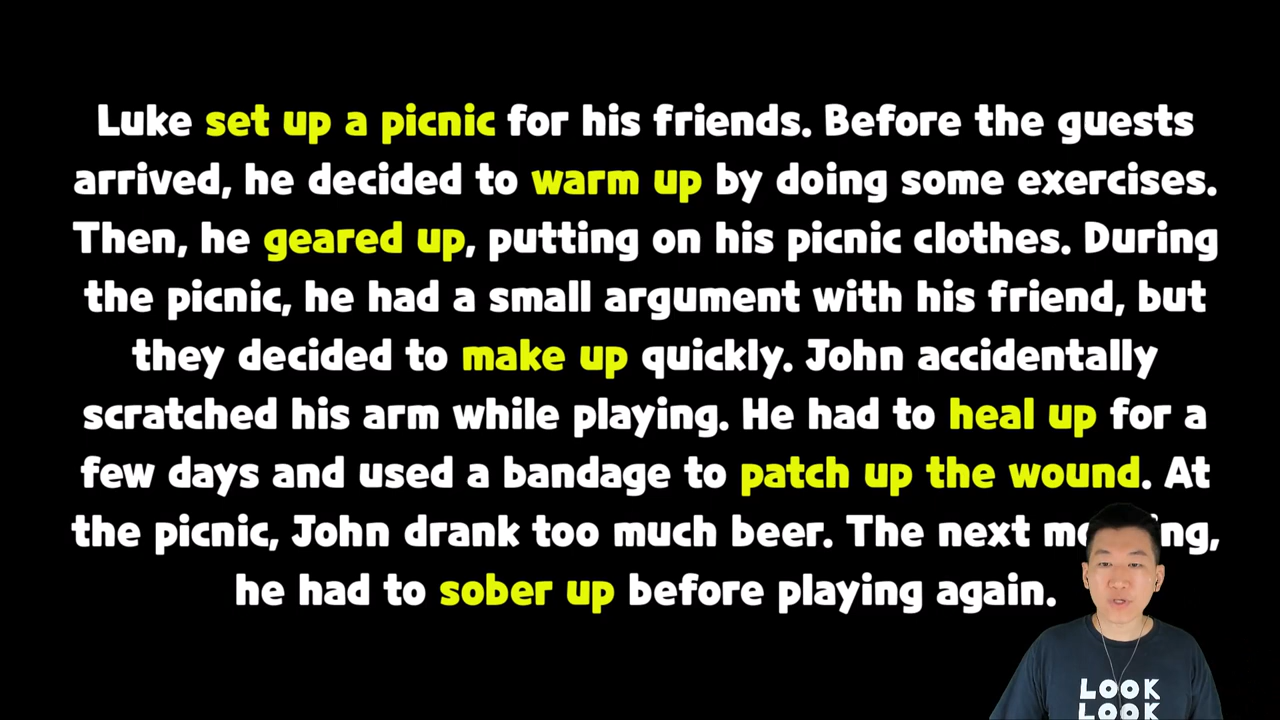 Luke set up a picnic for his friends. Before the guests
arrived, he decided to warm up by doing some exercises.
Then, he geared up, putting on his picnic clothes. During
the picnic, he had a small argument with his friend, but
they decided to make up quickly. John accidentally
scratched his arm while playing. He had to heal up for a
few days and used a bandage to patch up the wound. At
the picnic, John drank too much beer. The next
he had to sober up before playing again.
LOOK
LOOK